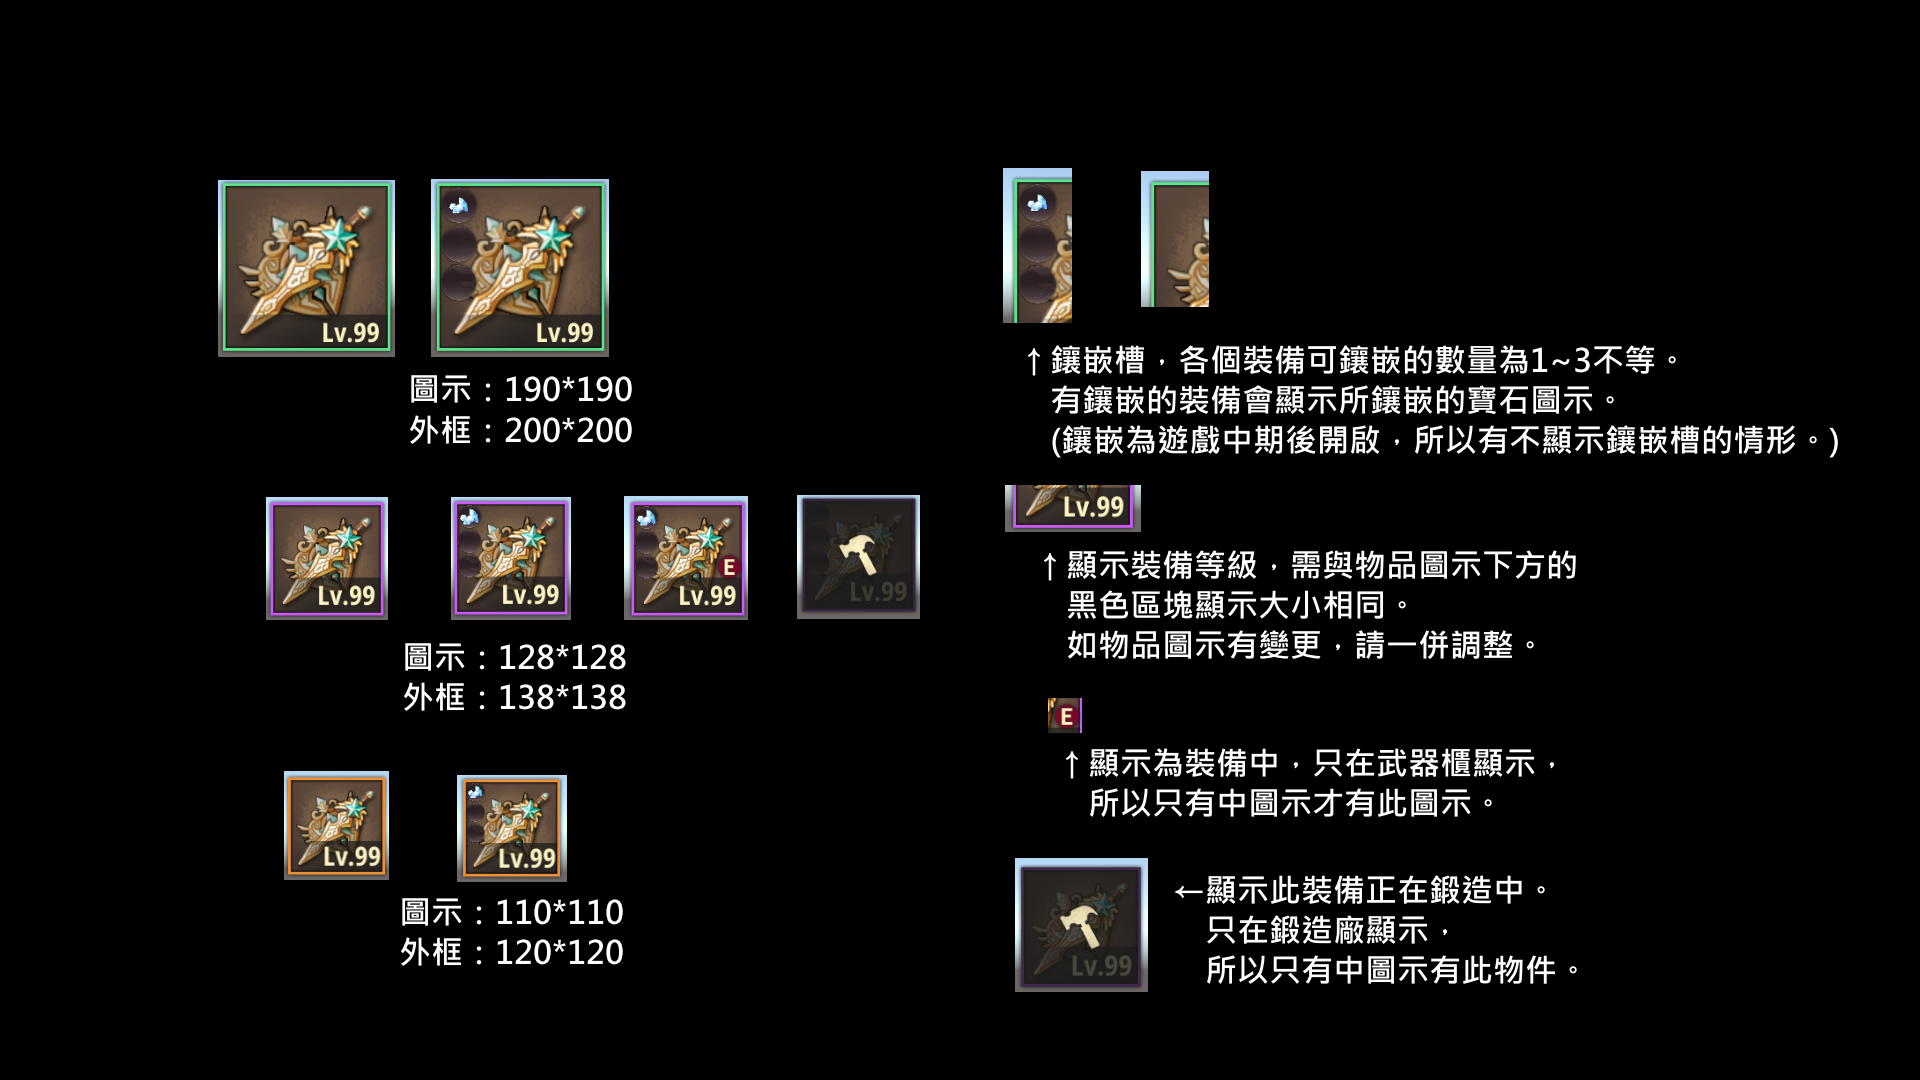 Lv.99
Lv.99
圖示：190*190
外框：200*200
Lv.99
Lv.99
E
Lv.99
Lv.99
圖示：128*128
外框：138*138
Lv.99
Lv.99
圖示：110*110
外框：120*120
↑鑲嵌槽，各個裝備可鑲嵌的數量為1~3不等。
有鑲嵌的裝備會顯示所鑲嵌的寶石圖示。
(鑲嵌為遊戲中期後開啟，所以有不顯示鑲嵌槽的情形。)
Lv.99
↑顯示裝備等級，需與物品圖示下方的
黑色區塊顯示大小相同。
如物品圖示有變更，請一併調整。
E
↑顯示為裝備中，只在武器櫃顯示，
所以只有中圖示才有此圖示。
Lv.99
←顯示此裝備正在鍛造中。
只在鍛造廠顯示，
所以只有中圖示有此物件。